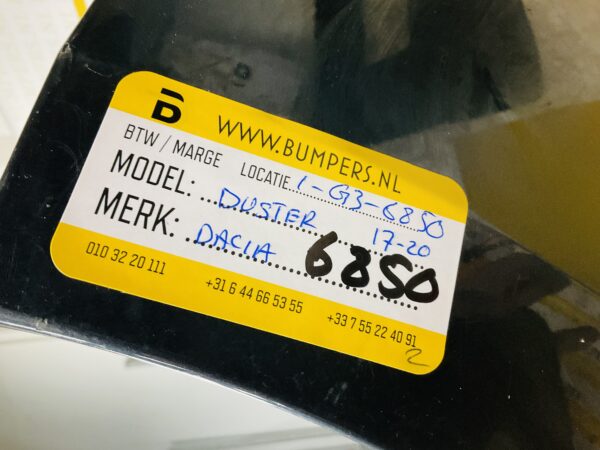 WWW.BUMPERS.NL
BTW / MARGE LOCATIE 1-G3-6850
MODEL: DUSTER 17-20
MERK: DACIA 6850
010 32 20 111 +31 6 44 66 53 55 +33 7 55 22 40 91
2